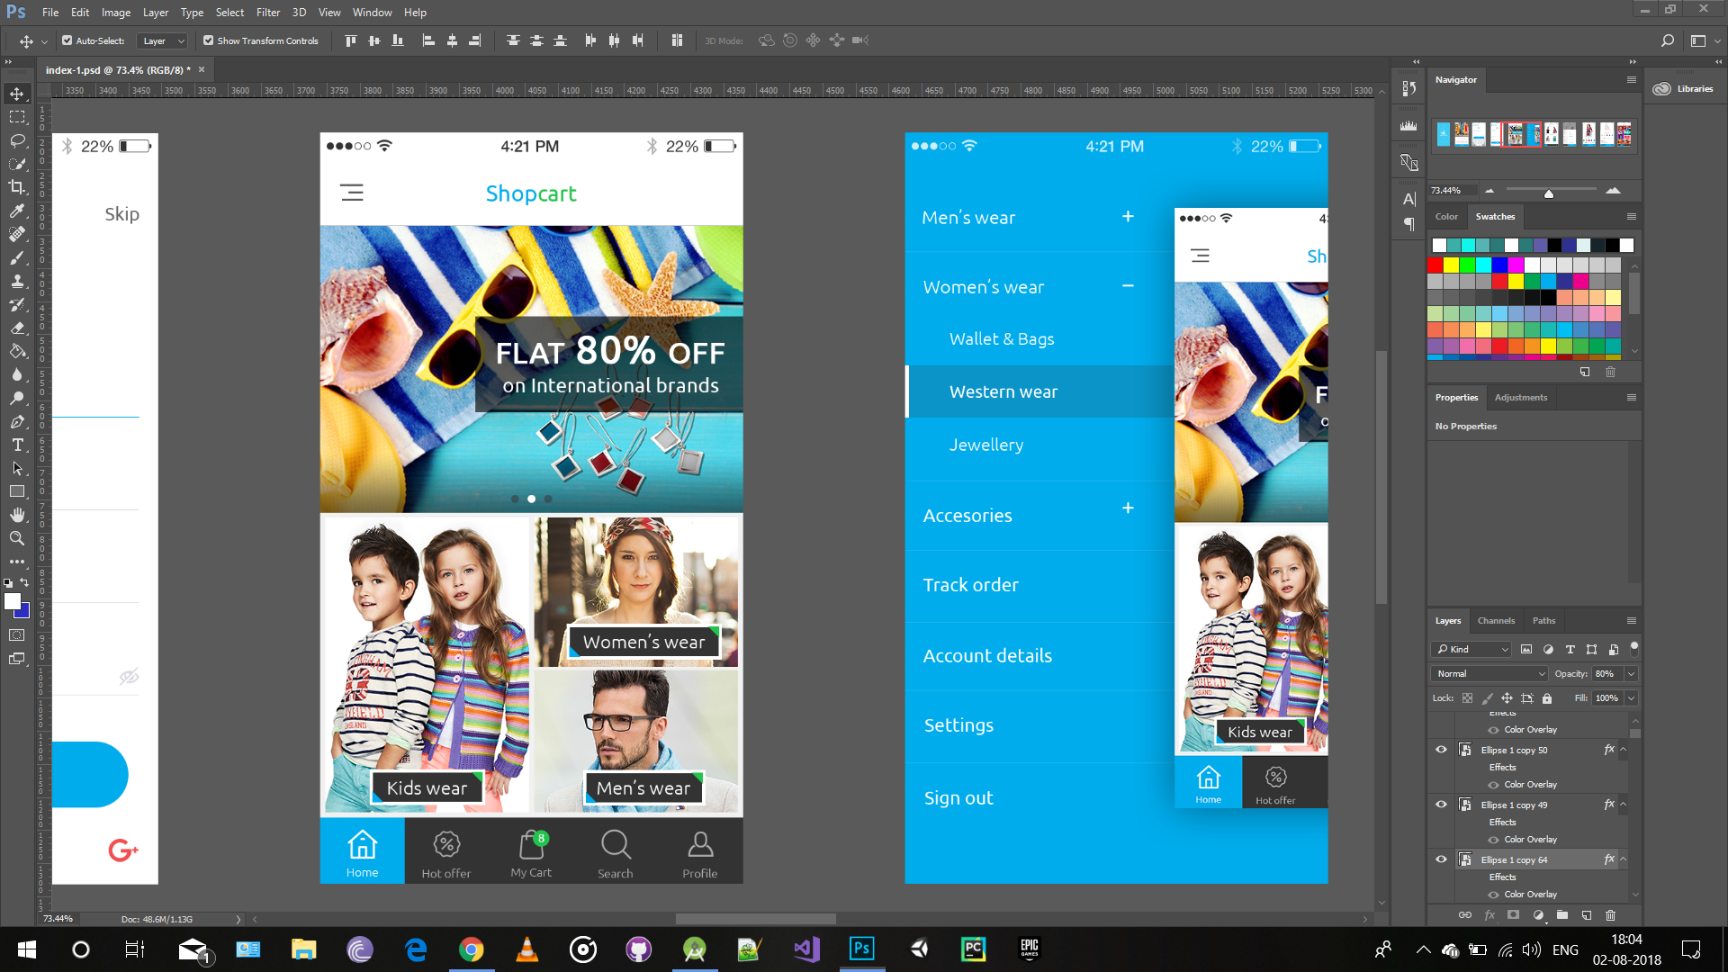 Ps File Edit Image Layer Type Select Filter 3D View Window Help
Auto-Select: Layer Show Transform Controls 3D Mode:
index-1.psd @ 73.4% (RGB/8) * ×
3350 3400 3450 3500 3550 3600 3650 3700 3750 3800 3850 3900 3950 4000 4050 4100 4150 4200 4250 4300 4350 4400 4450 4500 4550 4600 4650 4700 4750 4800 4850 4900 4950 5000 5050 5100 5150 5200 5250 5300
22%
Skip
G+
4:21 PM 22%
Shopcart
FLAT 80% OFF
on International brands
Women's wear
Kids wear
Men's wear
8
Home
Hot offer
My Cart
Search
Profile
4:21 PM 22%
Men's wear +
Women's wear −
Wallet & Bags
Western wear
Jewellery
Accesories +
Track order
Account details
Settings
Sign out
4:
Sh
F
o
Kids wear
Home
Hot offer
Navigator
73.44%
Libraries
Color Swatches
Properties Adjustments
No Properties
Layers Channels Paths
Kind
Normal Opacity: 80%
Lock: Fill: 100%
Effects
Color Overlay
Ellipse 1 copy 50 fx
Effects
Color Overlay
Ellipse 1 copy 49 fx
Effects
Color Overlay
Ellipse 1 copy 64 fx
Effects
Color Overlay
fx
73.44% Doc: 48.6M/1.13G
1
Ps
PC
EPIC
GAMES
ENG
18:04
02-08-2018